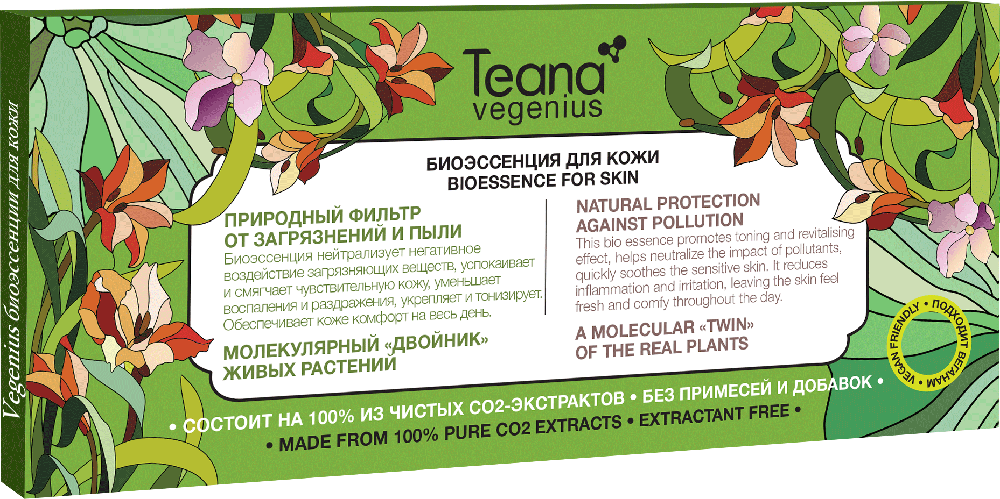 Vegenius биоэссенции для кожи
Teana
vegenius
БИОЭССЕНЦИЯ ДЛЯ КОЖИ
BIOESSENCE FOR SKIN
ПРИРОДНЫЙ ФИЛЬТР
ОТ ЗАГРЯЗНЕНИЙ И ПЫЛИ
Биоэссенция нейтрализует негативное
воздействие загрязняющих веществ, успокаивает
и смягчает чувствительную кожу, уменьшает
воспаления и раздражения, укрепляет и тонизирует.
Обеспечивает коже комфорт на весь день.
МОЛЕКУЛЯРНЫЙ «ДВОЙНИК»
ЖИВЫХ РАСТЕНИЙ
NATURAL PROTECTION
AGAINST POLLUTION
This bio essence promotes toning and revitalising
effect, helps neutralize the impact of pollutants,
quickly soothes the sensitive skin. It reduces
inflammation and irritation, leaving the skin feel
fresh and comfy throughout the day.
A MOLECULAR «TWIN»
OF THE REAL PLANTS
• VEGAN FRIENDLY • ПОДХОДИТ ВЕГАНАМ
• СОСТОИТ НА 100% ИЗ ЧИСТЫХ CO2-ЭКСТРАКТОВ • БЕЗ ПРИМЕСЕЙ И ДОБАВОК •
• MADE FROM 100% PURE CO2 EXTRACTS • EXTRACTANT FREE •